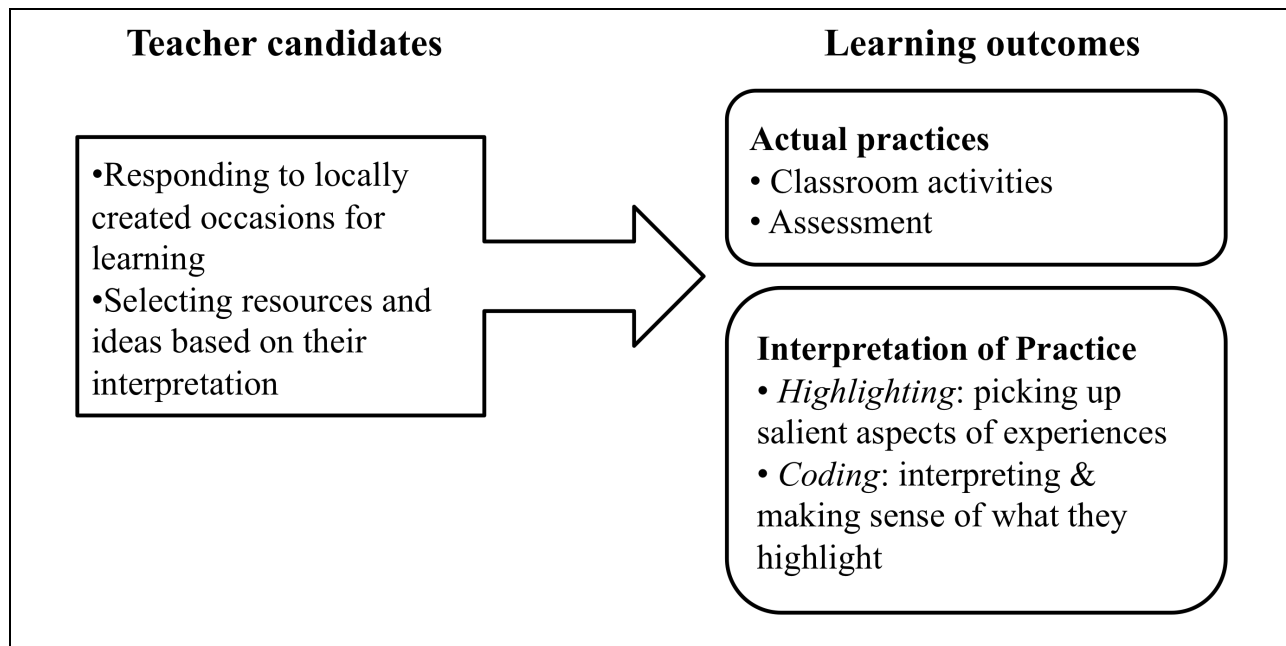 Teacher candidates
Learning outcomes
•Responding to locally
created occasions for
learning
•Selecting resources and
ideas based on their
interpretation
Actual practices
• Classroom activities
• Assessment
Interpretation of Practice
• Highlighting: picking up
salient aspects of experiences
• Coding: interpreting &
making sense of what they
highlight